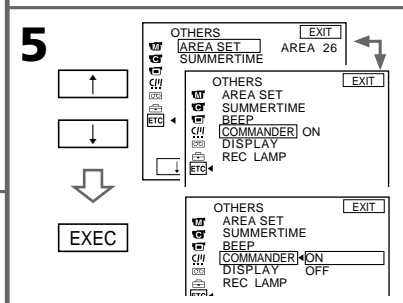 5
OTHERS EXIT
AREA SET AREA 26
SUMMERTIME
ETC
↑
↓
EXEC
OTHERS EXIT
AREA SET
SUMMERTIME
BEEP
COMMANDER ON
DISPLAY
REC LAMP
ETC
OTHERS EXIT
AREA SET
SUMMERTIME
BEEP
COMMANDER ON
DISPLAY OFF
REC LAMP
ETC